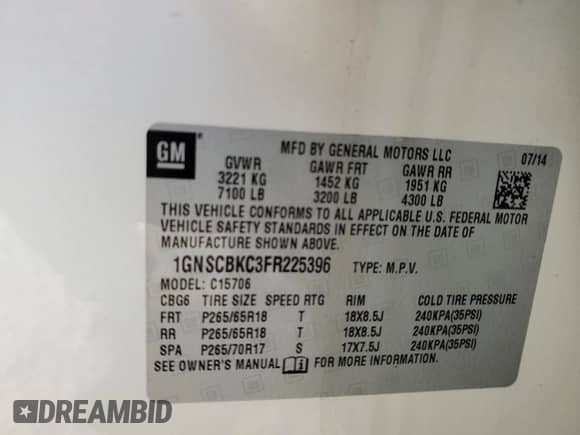 GM
MFD BY GENERAL MOTORS LLC 07/14
GVWR GAWR FRT GAWR RR
3221 KG 1452 KG 1951 KG
7100 LB 3200 LB 4300 LB
THIS VEHICLE CONFORMS TO ALL APPLICABLE U.S. FEDERAL MOTOR
VEHICLE SAFETY STANDARDS IN EFFECT ON THE DATE OF
MANUFACTURE SHOWN ABOVE.
1GNSCBKC3FR225396 TYPE: M.P.V.
MODEL: C15706
CBG6 TIRE SIZE SPEED RTG RIM COLD TIRE PRESSURE
FRT P265/65R18 T 18X8.5J 240KPA(35PSI)
RR P265/65R18 T 18X8.5J 240KPA(35PSI)
SPA P265/70R17 S 17X7.5J 240KPA(35PSI)
SEE OWNER'S MANUAL FOR MORE INFORMATION.
DREAMBID